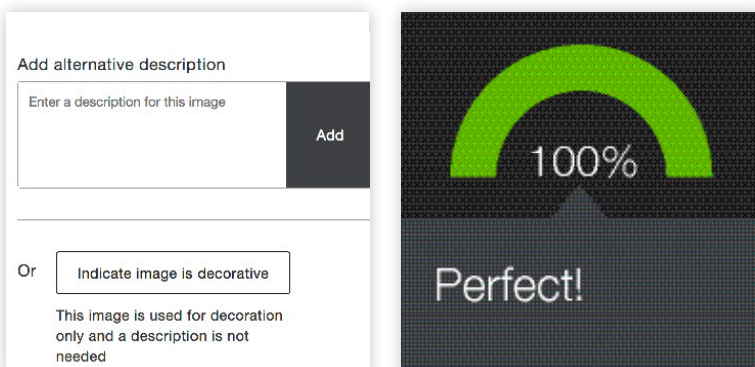 Add alternative description
Enter a description for this image
Add
Or
Indicate image is decorative
This image is used for decoration
only and a description is not
needed
100%
Perfect!